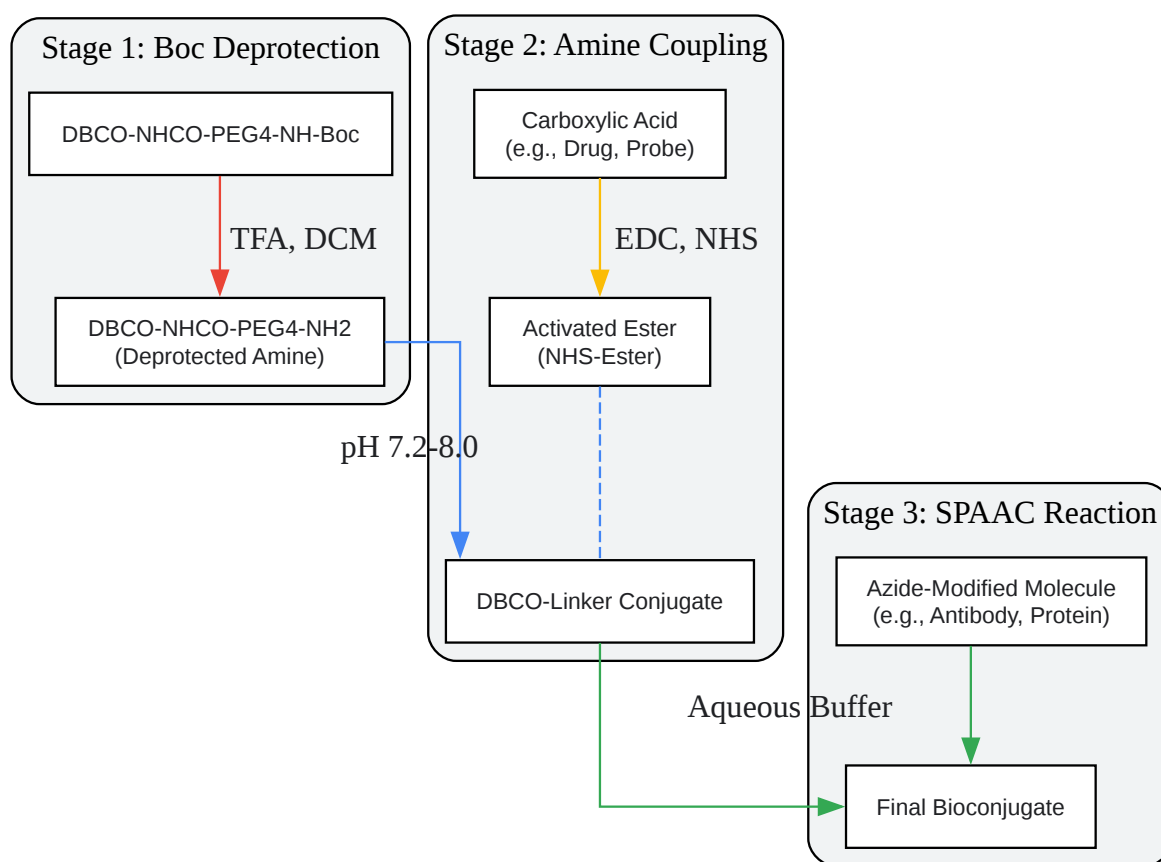 Stage 1: Boc Deprotection
DBCO-NHCO-PEG4-NH-Boc
TFA, DCM
DBCO-NHCO-PEG4-NH2
(Deprotected Amine)
pH 7.2-8.0
Stage 2: Amine Coupling
Carboxylic Acid
(e.g., Drug, Probe)
EDC, NHS
Activated Ester
(NHS-Ester)
DBCO-Linker Conjugate
Aqueous Buffer
Stage 3: SPAAC Reaction
Azide-Modified Molecule
(e.g., Antibody, Protein)
Final Bioconjugate